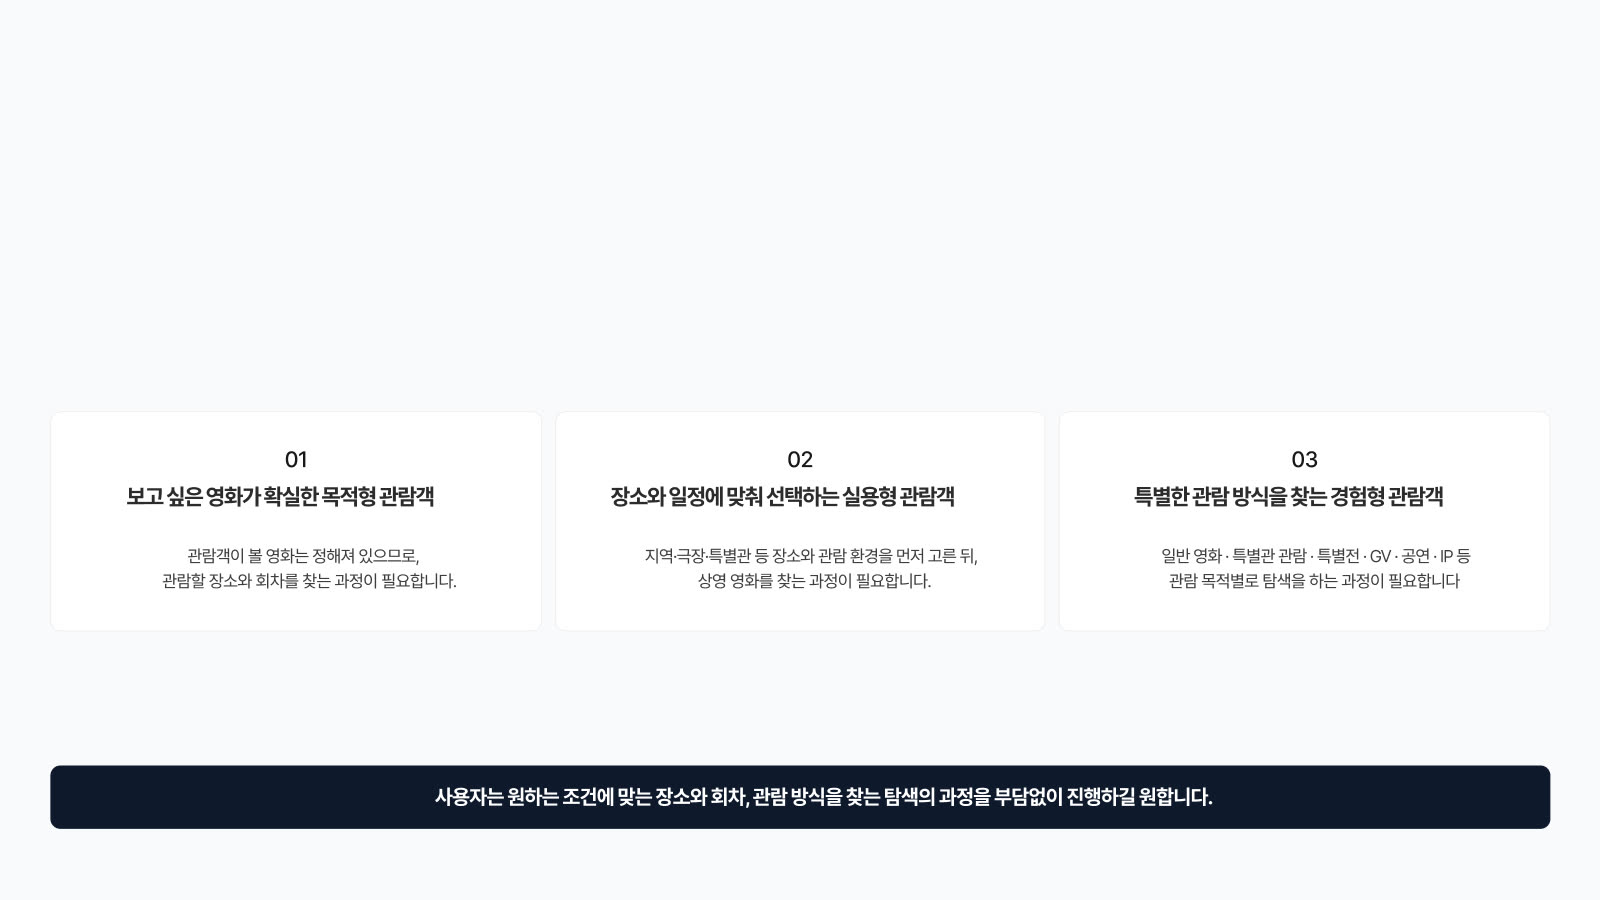 01
보고 싶은 영화가 확실한 목적형 관람객
관람객이 볼 영화는 정해져 있으므로,
관람할 장소와 회차를 찾는 과정이 필요합니다.
02
장소와 일정에 맞춰 선택하는 실용형 관람객
지역·극장·특별관 등 장소와 관람 환경을 먼저 고른 뒤,
상영 영화를 찾는 과정이 필요합니다.
03
특별한 관람 방식을 찾는 경험형 관람객
일반 영화 · 특별관 관람 · 특별전 · GV · 공연 · IP 등
관람 목적별로 탐색을 하는 과정이 필요합니다
사용자는 원하는 조건에 맞는 장소와 회차, 관람 방식을 찾는 탐색의 과정을 부담없이 진행하길 원합니다.